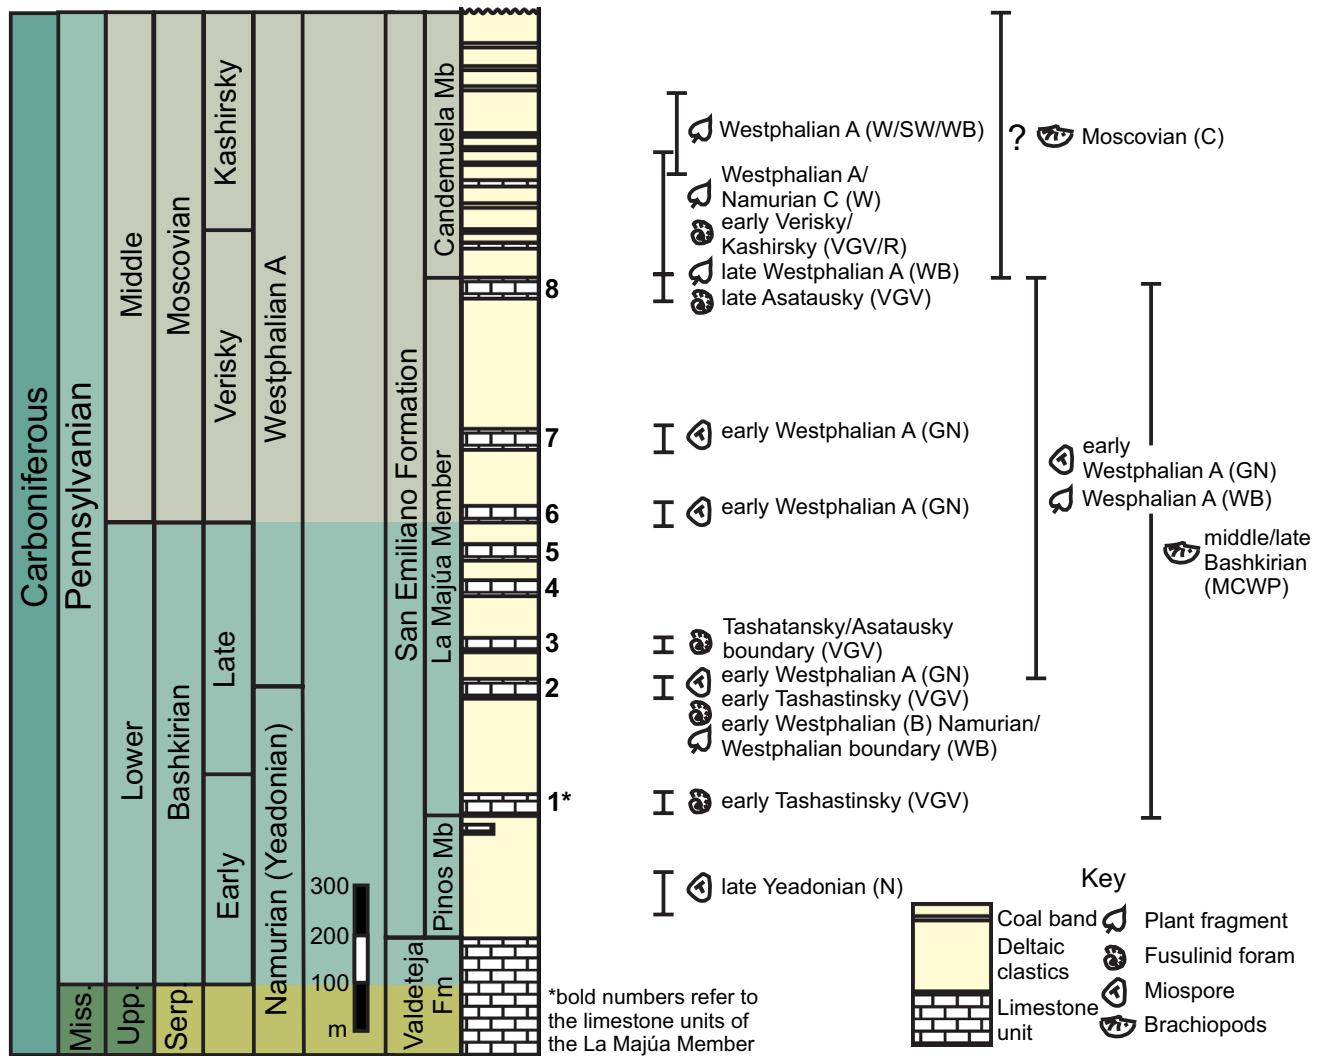 Carboniferous
Pennsylvanian
Miss.
Middle
Lower
Upp.
Moscovian
Bashkirian
Serp.
Kashirsky
Verisky
Late
Early
Westphalian A
Namurian (Yeadonian)
300
200
100
m
San Emiliano Formation
Valdeteja
Fm
Candemuela Mb
La Majúa Member
Pinos Mb
8
7
6
5
4
3
2
1*
Westphalian A (W/SW/WB)
Westphalian A/
Namurian C (W)
early Verisky/
Kashirsky (VGV/R)
late Westphalian A (WB)
late Asatausky (VGV)
early Westphalian A (GN)
early Westphalian A (GN)
Tashatansky/Asatausky
boundary (VGV)
early Westphalian A (GN)
early Tashastinsky (VGV)
early Westphalian (B) Namurian/
Westphalian boundary (WB)
early Tashastinsky (VGV)
late Yeadonian (N)
? Moscovian (C)
early
Westphalian A (GN)
Wesphalian A (WB)
middle/late
Bashkirian
(MCWP)
*bold numbers refer to
the limestone units of
the La Majúa Member
Key
Coal band
Deltaic
clastics
Limestone
unit
Plant fragment
Fusulinid foram
Miospore
Brachiopods